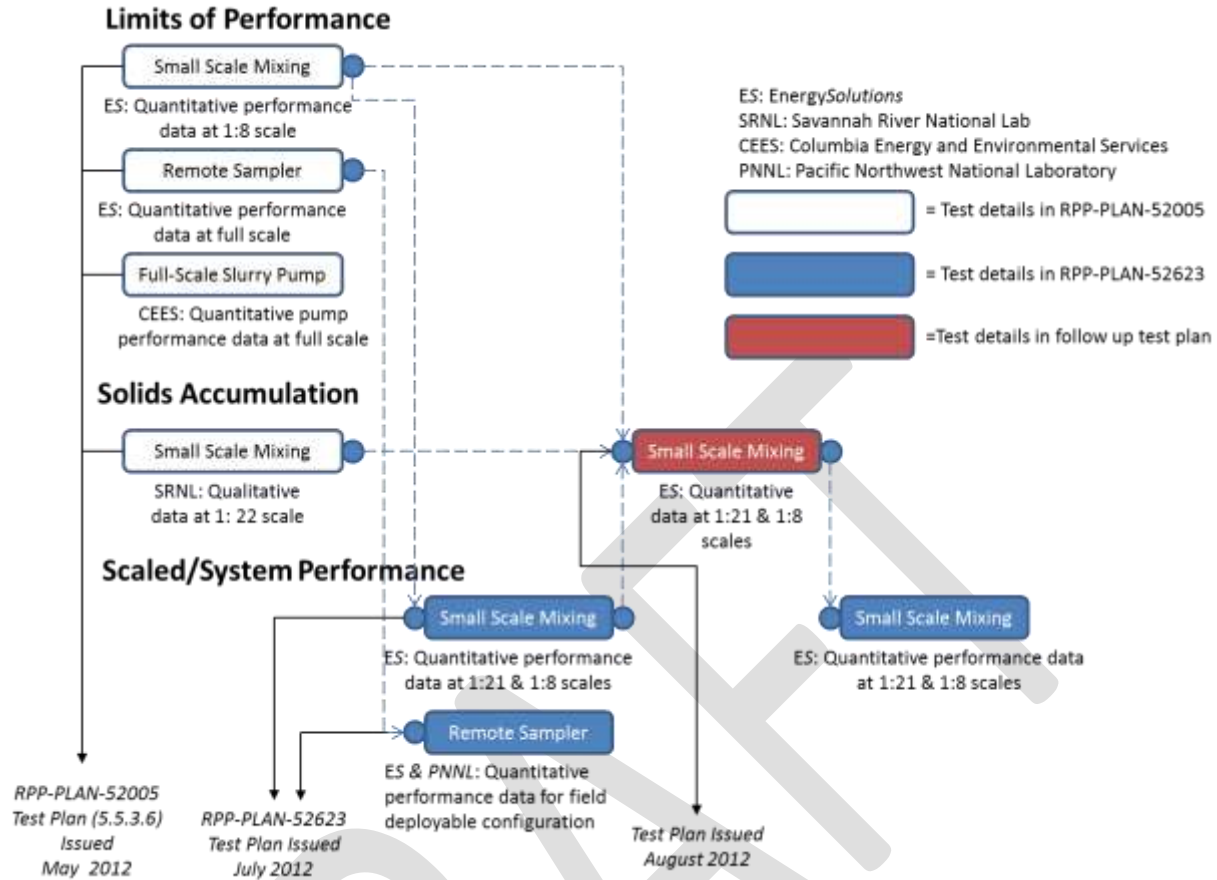 Limits of Performance
Small Scale Mixing
ES: Quantitative performance
data at 1:8 scale
Remote Sampler
ES: Quantitative performance
data at full scale
Full-Scale Slurry Pump
CEES: Quantitative pump
performance data at full scale
ES: EnergySolutions
SRNL: Savannah River National Lab
CEES: Columbia Energy and Environmental Services
PNNL: Pacific Northwest National Laboratory
= Test details in RPP-PLAN-52005
= Test details in RPP-PLAN-52623
=Test details in follow up test plan
Solids Accumulation
Small Scale Mixing
SRNL: Qualitative
data at 1: 22 scale
Small Scale Mixing
ES: Quantitative
data at 1:21 & 1:8
scales
Scaled/System Performance
Small Scale Mixing
ES: Quantitative performance
data at 1:21 & 1:8 scales
Small Scale Mixing
ES: Quantitative performance data
at 1:21 & 1:8 scales
Remote Sampler
ES & PNNL: Quantitative
performance data for field
deployable configuration
RPP-PLAN-52005
Test Plan (5.5.3.6)
Issued
May 2012
RPP-PLAN-52623
Test Plan Issued
July 2012
Test Plan Issued
August 2012
DRAFT